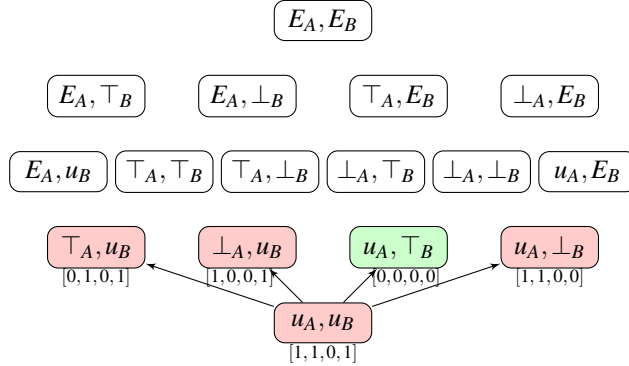 E_A, E_B
E_A, ⊤_B E_A, ⊥_B ⊤_A, E_B ⊥_A, E_B
E_A, u_B ⊤_A, ⊤_B ⊤_A, ⊥_B ⊥_A, ⊤_B ⊥_A, ⊥_B u_A, E_B
⊤_A, u_B ⊥_A, u_B u_A, ⊤_B u_A, ⊥_B
[0,1,0,1] [1,0,0,1] [0,0,0,0] [1,1,0,0]
u_A, u_B
[1,1,0,1]